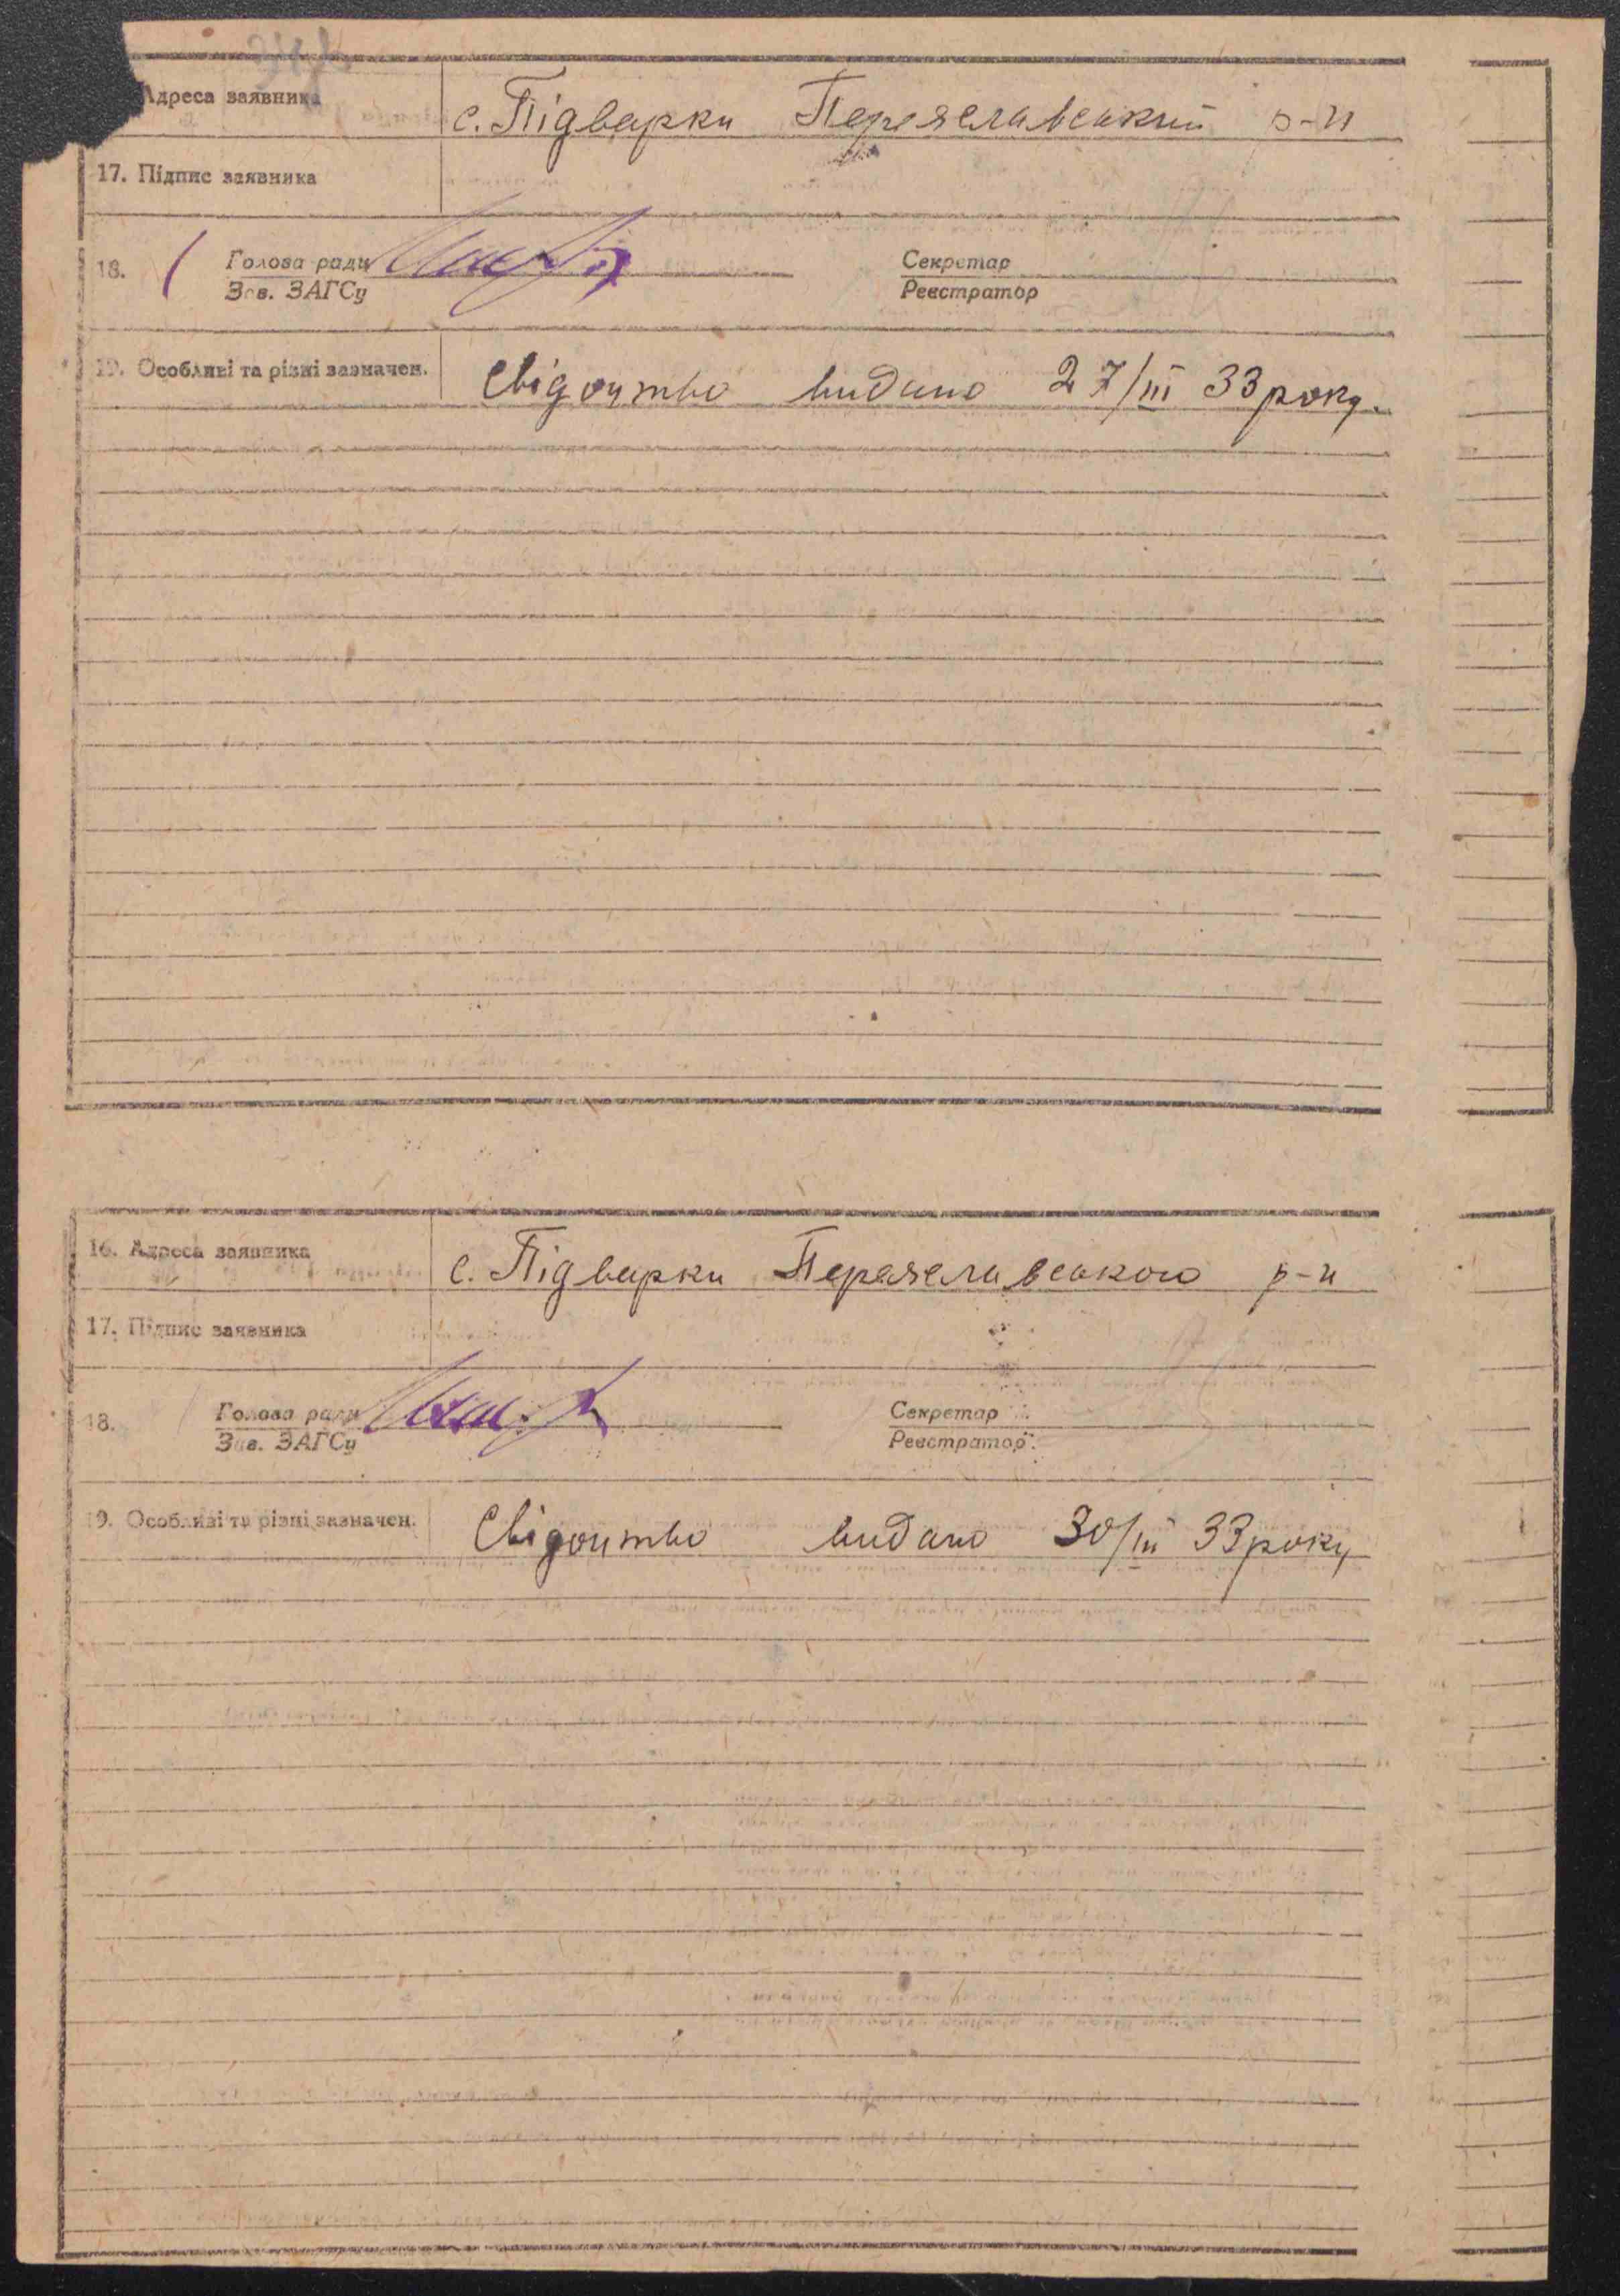 Адреса заявника с. Підварки Переяславський р-н
17. Підпис заявника
18. Голова ради Секретар
Зав. ЗАГСу Реєстратор
19. Особливі та різні зазначен. Свідоцтво видано 27/III 33 року.
16. Адреса заявника с. Підварки Переяславського р-н
17. Підпис заявника
18. Голова ради Секретар
Зав. ЗАГСу Реєстратор
19. Особливі та різні зазначен. Свідоцтво видано 30/III 33 року